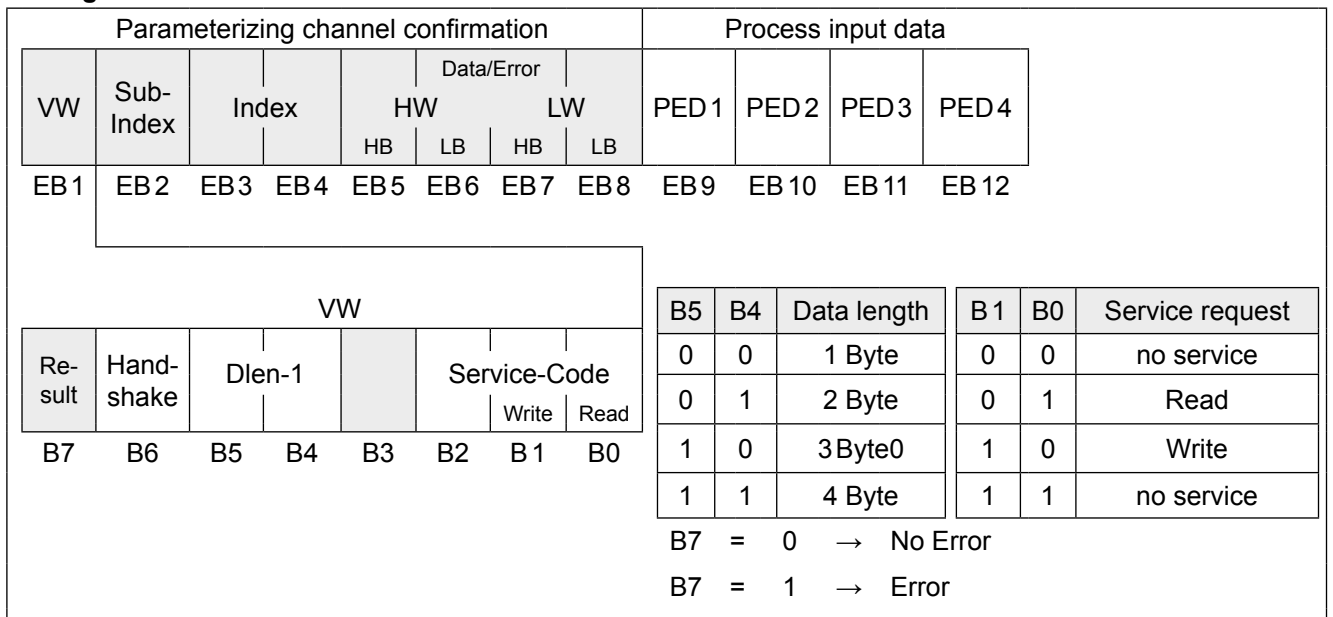 Parameterizing channel confirmation Process input data
VW Sub-Index Index Data/Error HW LW PED1 PED2 PED3 PED4
HB LB HB LB
EB1 EB2 EB3 EB4 EB5 EB6 EB7 EB8 EB9 EB10 EB11 EB12
VW
Re-sult Hand-shake Dlen-1 Service-Code
Write Read
B7 B6 B5 B4 B3 B2 B1 B0
B5 B4 Data length B1 B0 Service request
0 0 1 Byte 0 0 no service
0 1 2 Byte 0 1 Read
1 0 3Byte0 1 0 Write
1 1 4 Byte 1 1 no service
B7 = 0 → No Error
B7 = 1 → Error